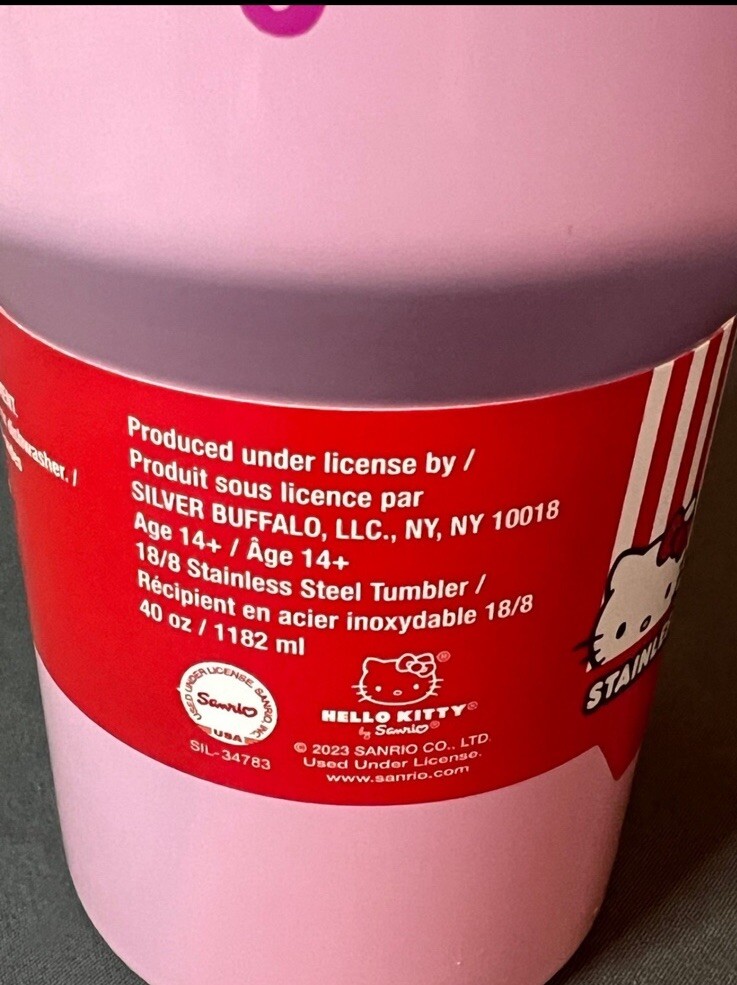 dishwasher. /
Produced under license by /
Produit sous licence par
SILVER BUFFALO, LLC., NY, NY 10018
Age 14+ / Âge 14+
18/8 Stainless Steel Tumbler /
Récipient en acier inoxydable 18/8
40 oz / 1182 ml
USED UNDER LICENSE, SANRIO, INC.
Sanrio
USA
SIL-34783
HELLO KITTY®
by Sanrio®
© 2023 SANRIO CO., LTD.
Used Under License.
www.sanrio.com